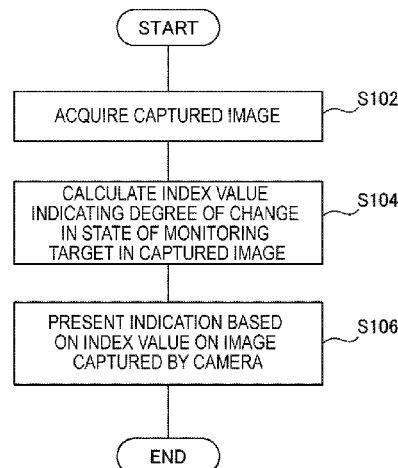 START
ACQUIRE CAPTURED IMAGE
S102
CALCULATE INDEX VALUE
INDICATING DEGREE OF CHANGE
IN STATE OF MONITORING
TARGET IN CAPTURED IMAGE
S104
PRESENT INDICATION BASED
ON INDEX VALUE ON IMAGE
CAPTURED BY CAMERA
S106
END